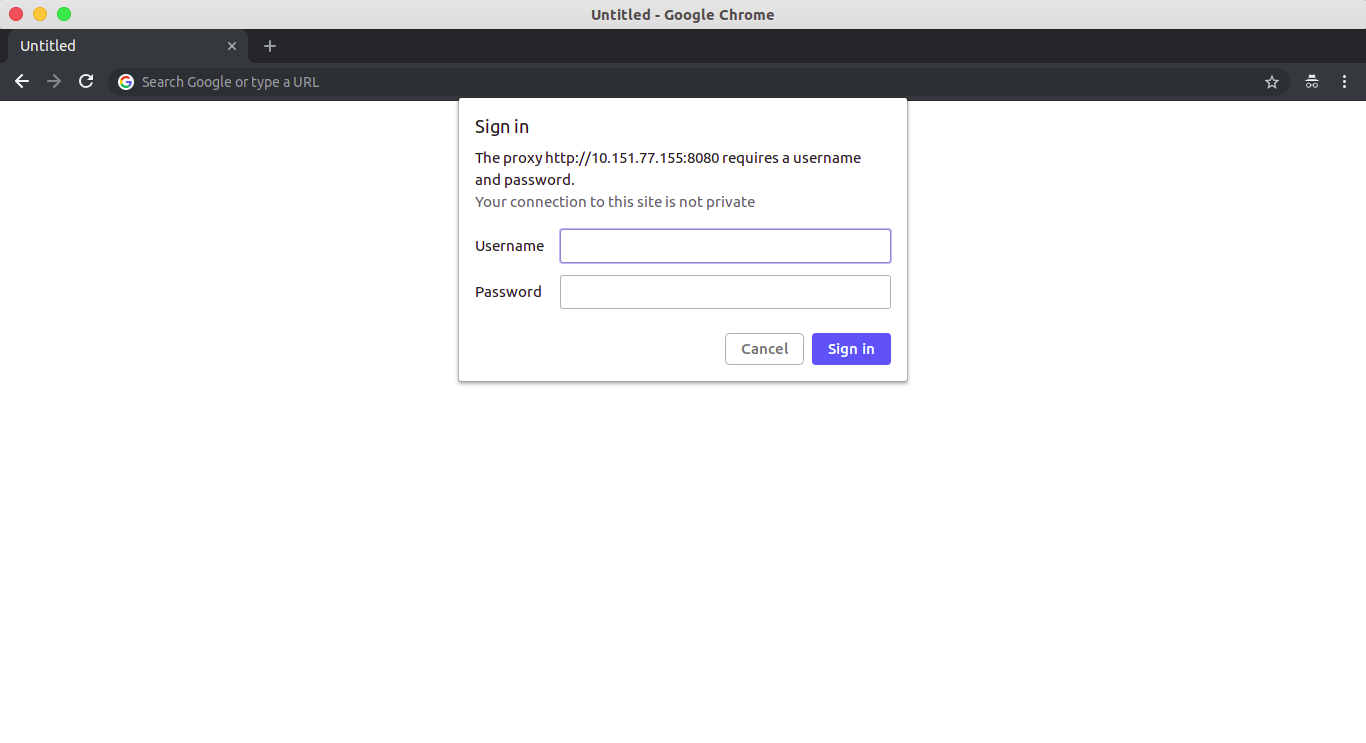 Untitled - Google Chrome
Untitled
Search Google or type a URL
Sign in
The proxy http://10.151.77.155:8080 requires a username
and password.
Your connection to this site is not private
Username
Password
Cancel Sign in